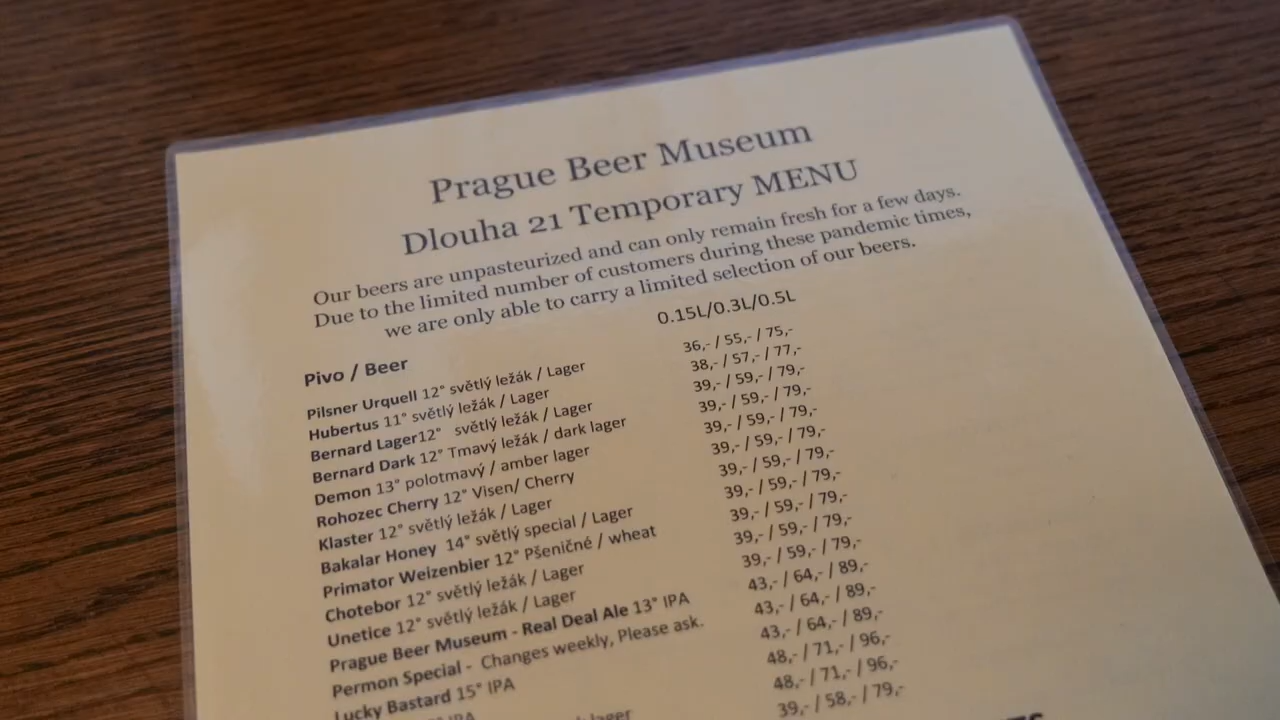 Prague Beer Museum
Dlouha 21 Temporary MENU
Our beers are unpasteurized and can only remain fresh for a few days.
Due to the limited number of customers during these pandemic times,
we are only able to carry a limited selection of our beers.
Pivo / Beer 0.15L/0.3L/0.5L
Pilsner Urquell 12° světlý ležák / Lager 36,- / 55,- / 75,-
Hubertus 11° světlý ležák / Lager 38,- / 57,- / 77,-
Bernard Lager12° světlý ležák / Lager 39,- / 59,- / 79,-
Bernard Dark 12° Tmavý ležák / dark lager 39,- / 59,- / 79,-
Demon 13° polotmavý / amber lager 39,- / 59,- / 79,-
Rohozec Cherry 12° Visen/ Cherry 39,- / 59,- / 79,-
Klaster 12° světlý ležák / Lager 39,- / 59,- / 79,-
Bakalar Honey 14° světlý special / Lager 39,- / 59,- / 79,-
Primator Weizenbier 12° Pšeničné / wheat 39,- / 59,- / 79,-
Chotebor 12° světlý ležák / Lager 39,- / 59,- / 79,-
Unetice 12° světlý ležák / Lager 39,- / 59,- / 79,-
Prague Beer Museum - Real Deal Ale 13° IPA 43,- / 64,- / 89,-
Permon Special - Changes weekly, Please ask. 43,- / 64,- / 89,-
Lucky Bastard 15° IPA 43,- / 64,- / 89,-
IPA 48,- / 71,- / 96,-
lager 48,- / 71,- / 96,-
39,- / 58,- / 79,-